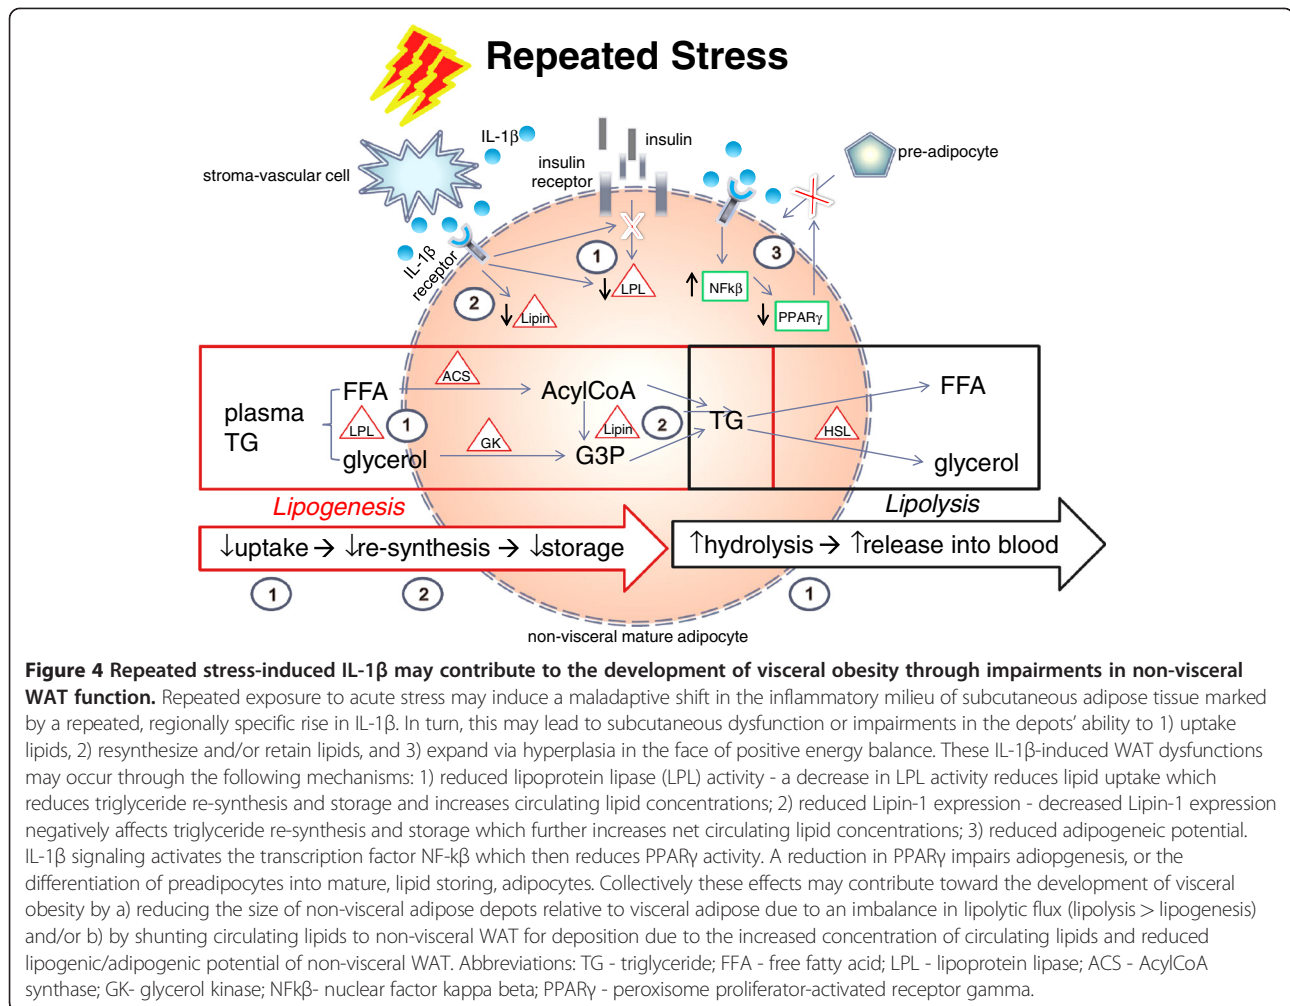 Repeated Stress
IL-1β
insulin
stroma-vascular cell
insulin
receptor
pre-adipocyte
IL-1β
receptor
1
LPL
2
Lipin
NFkβ
3
PPARγ
plasma
TG
FFA
LPL
glycerol
1
ACS
GK
AcylCoA
Lipin
G3P
2
TG
HSL
FFA
glycerol
Lipogenesis
Lipolysis
↓uptake → ↓re-synthesis → ↓storage
↑hydrolysis → ↑release into blood
1
2
1
non-visceral mature adipocyte
Figure 4 Repeated stress-induced IL-1β may contribute to the development of visceral obesity through impairments in non-visceral
WAT function. Repeated exposure to acute stress may induce a maladaptive shift in the inflammatory milieu of subcutaneous adipose tissue marked
by a repeated, regionally specific rise in IL-1β. In turn, this may lead to subcutaneous dysfunction or impairments in the depots' ability to 1) uptake
lipids, 2) resynthesize and/or retain lipids, and 3) expand via hyperplasia in the face of positive energy balance. These IL-1β-induced WAT dysfunctions
may occur through the following mechanisms: 1) reduced lipoprotein lipase (LPL) activity - a decrease in LPL activity reduces lipid uptake which
reduces triglyceride re-synthesis and storage and increases circulating lipid concentrations; 2) reduced Lipin-1 expression - decreased Lipin-1 expression
negatively affects triglyceride re-synthesis and storage which further increases net circulating lipid concentrations; 3) reduced adipogeneic potential.
IL-1β signaling activates the transcription factor NF-kβ which then reduces PPARγ activity. A reduction in PPARγ impairs adiopgenesis, or the
differentiation of preadipocytes into mature, lipid storing, adipocytes. Collectively these effects may contribute toward the development of visceral
obesity by a) reducing the size of non-visceral adipose depots relative to visceral adipose due to an imbalance in lipolytic flux (lipolysis > lipogenesis)
and/or b) by shunting circulating lipids to non-visceral WAT for deposition due to the increased concentration of circulating lipids and reduced
lipogenic/adipogenic potential of non-visceral WAT. Abbreviations: TG - triglyceride; FFA - free fatty acid; LPL - lipoprotein lipase; ACS - AcylCoA
synthase; GK- glycerol kinase; NFkβ- nuclear factor kappa beta; PPARγ - peroxisome proliferator-activated receptor gamma.